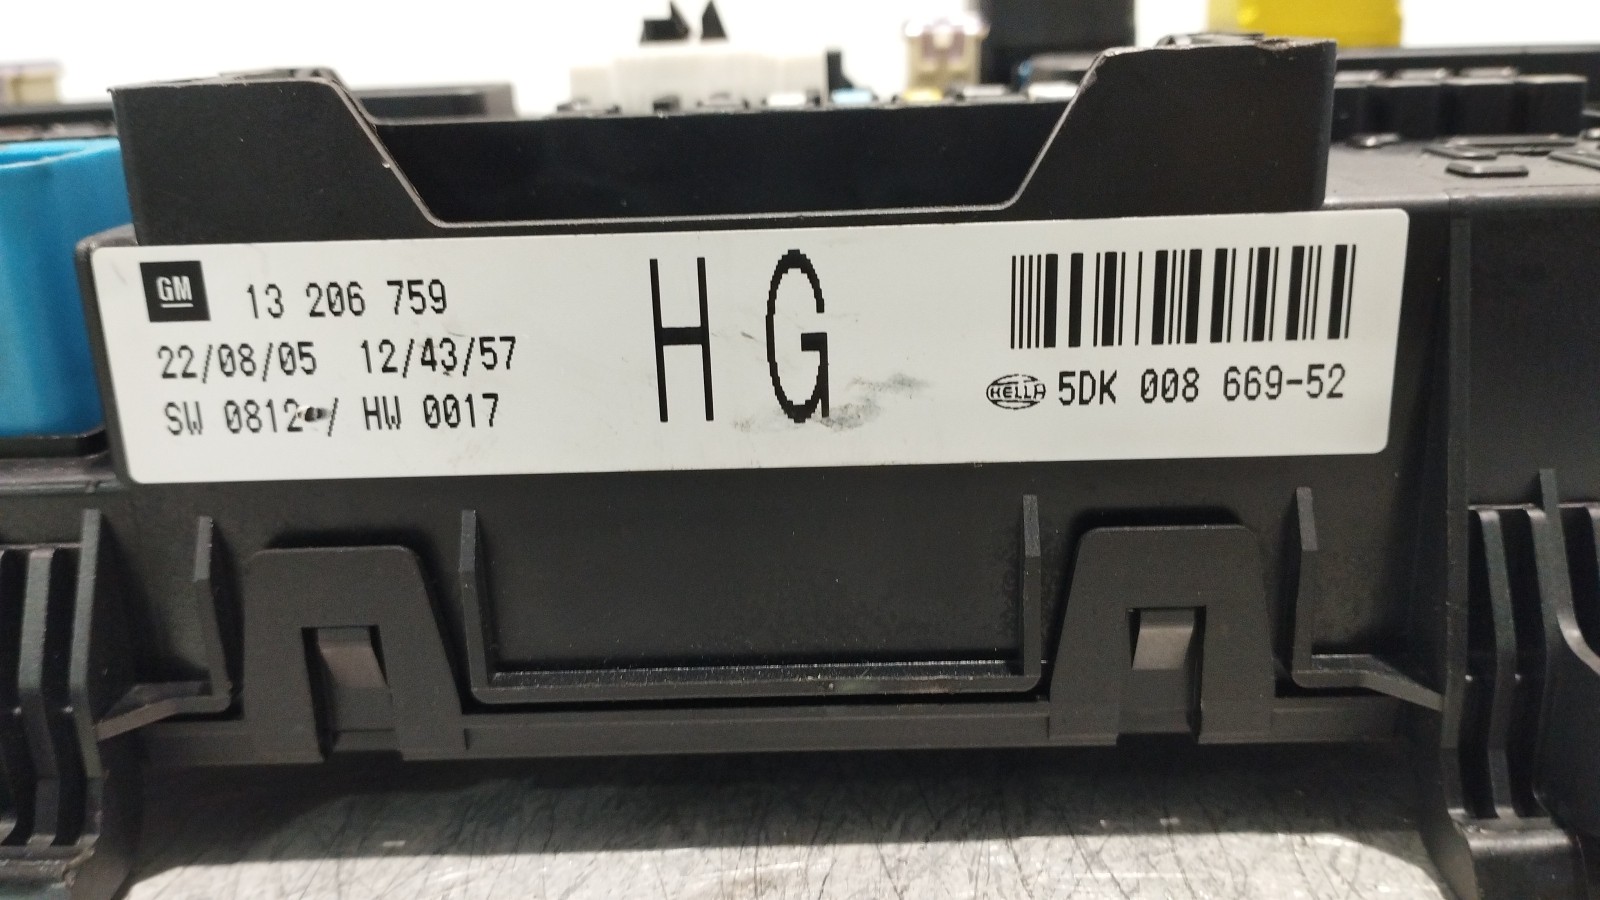 GM 13 206 759
22/08/05 12/43/57
SW 0812 / HW 0017
HG
HELLA 5DK 008 669-52